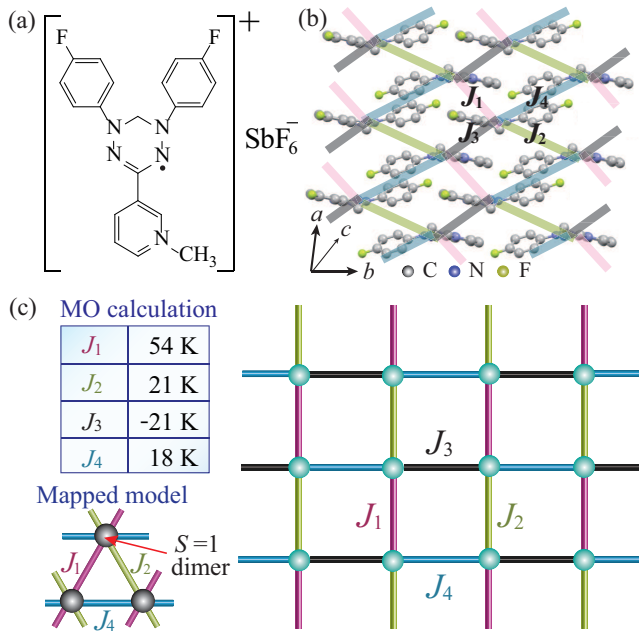 (a)
+
F
F
N
N
N
N
N
CH₃
SbF₆⁻
(b)
J₁
J₄
J₃
J₂
a
c
b
C
N
F
(c)
MO calculation
J₁ 54 K
J₂ 21 K
J₃ -21 K
J₄ 18 K
Mapped model
S=1
dimer
J₁
J₂
J₄
J₃
J₁
J₂
J₄